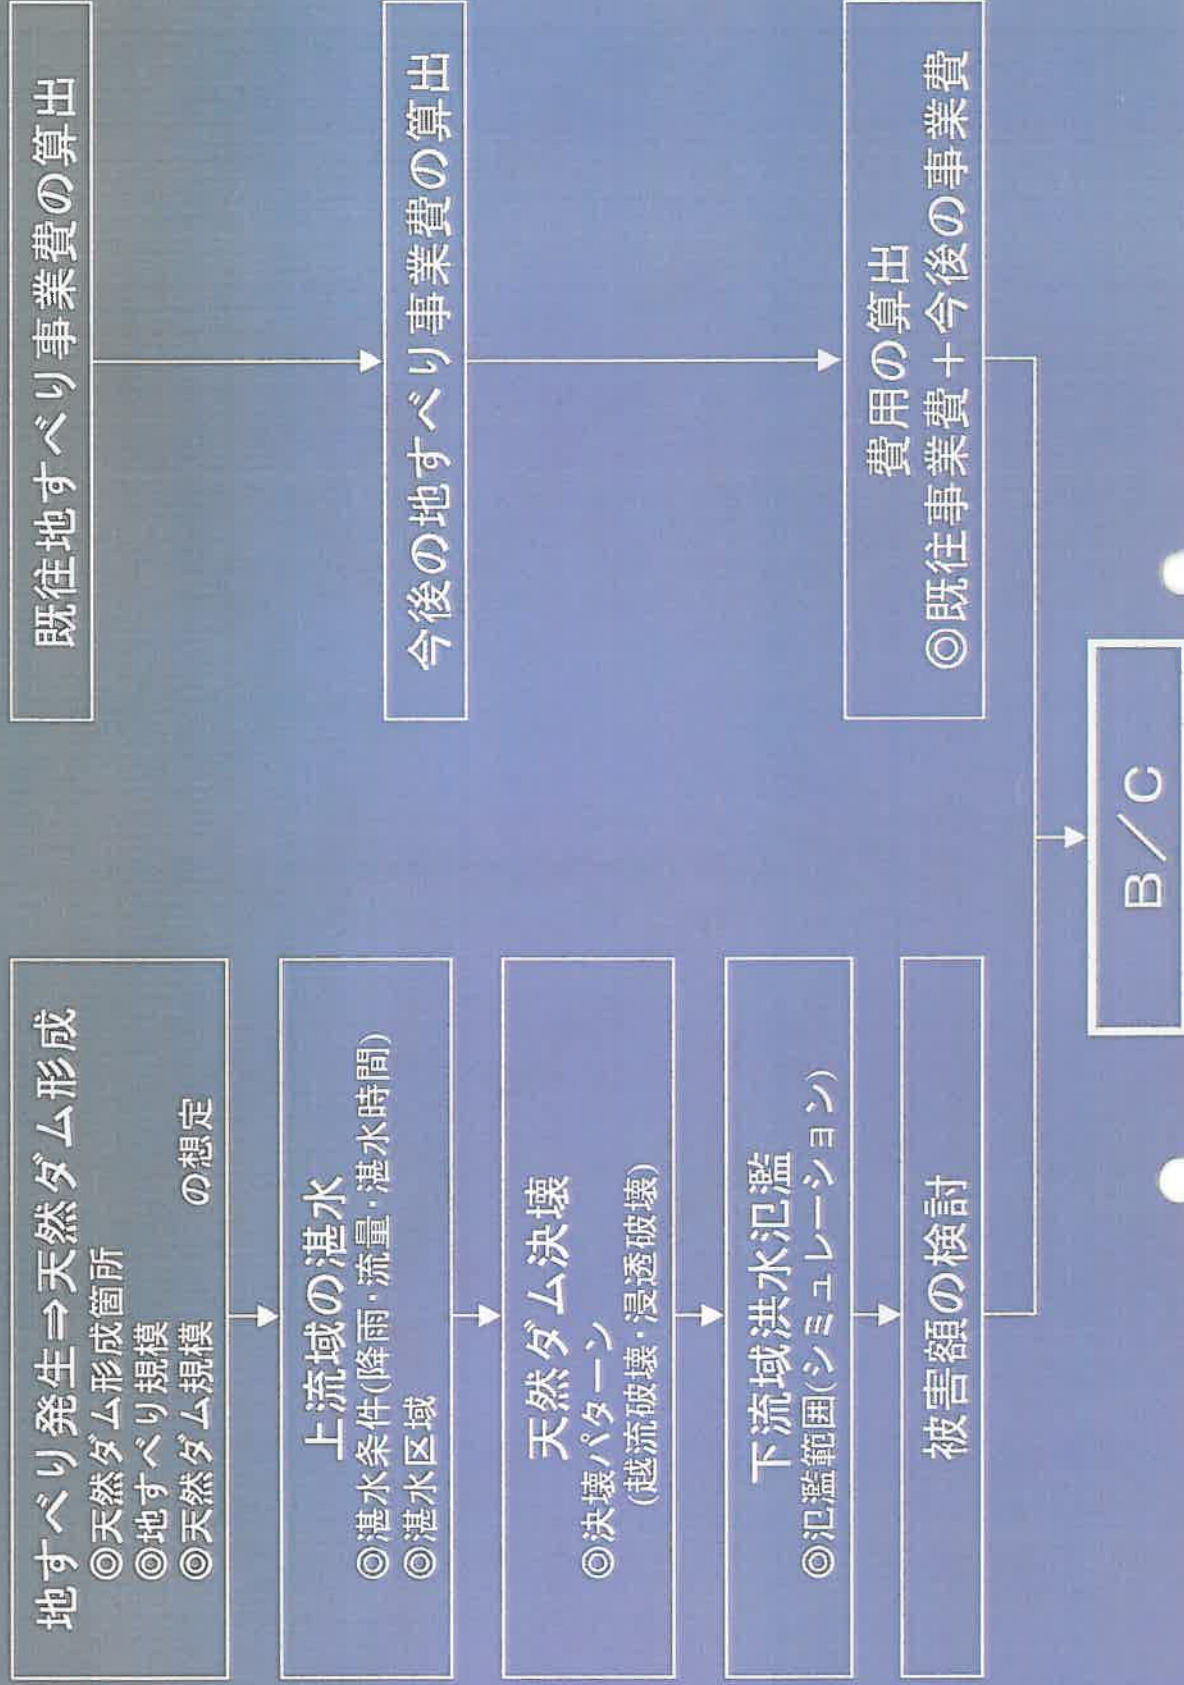 地すべり発生⇒天然ダム形成
◎天然ダム形成箇所
◎地すべり規模
◎天然ダム規模　の想定
上流域の湛水
◎湛水条件(降雨・流量・湛水時間)
◎湛水区域
天然ダム決壊
◎決壊パターン
(越流破壊・浸透破壊)
下流域洪水氾濫
◎氾濫範囲(シミュレーション)
被害額の検討
既往地すべり事業費の算出
今後の地すべり事業費の算出
費用の算出
◎既往事業費＋今後の事業費
B／C